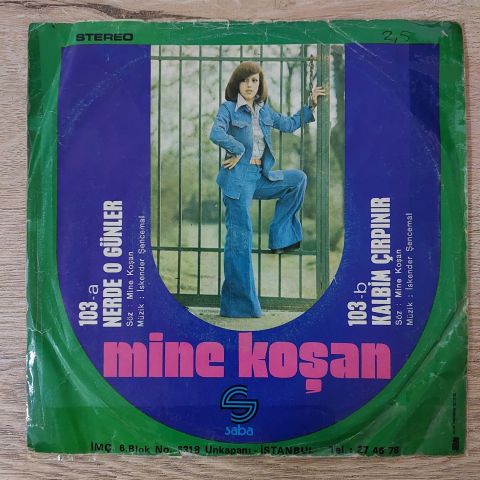 STEREO
2,5
103-a
NERDE O GÜNLER
Söz : Mine Koşan
Müzik : İskender Şencemal
103-b
KALBİM ÇIRPINIR
Söz : Mine Koşan
Müzik : İskender Şencemal
mine koşan
saba
İMÇ. 6.Blok No. 6318 Unkapanı - İSTANBUL Tel : 27 46 78